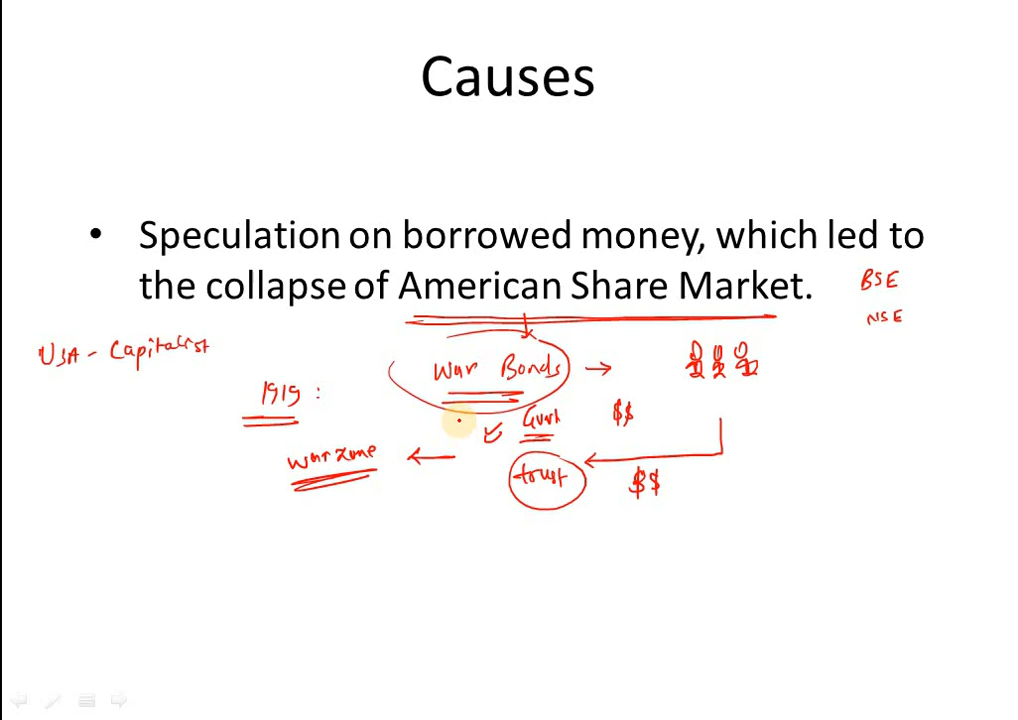 Causes
• Speculation on borrowed money, which led to
the collapse of American Share Market.
BSE
NSE
USA - Capitalist
War Bonds →
1919 :
Govt
$$
War Zone ←
trust
$$